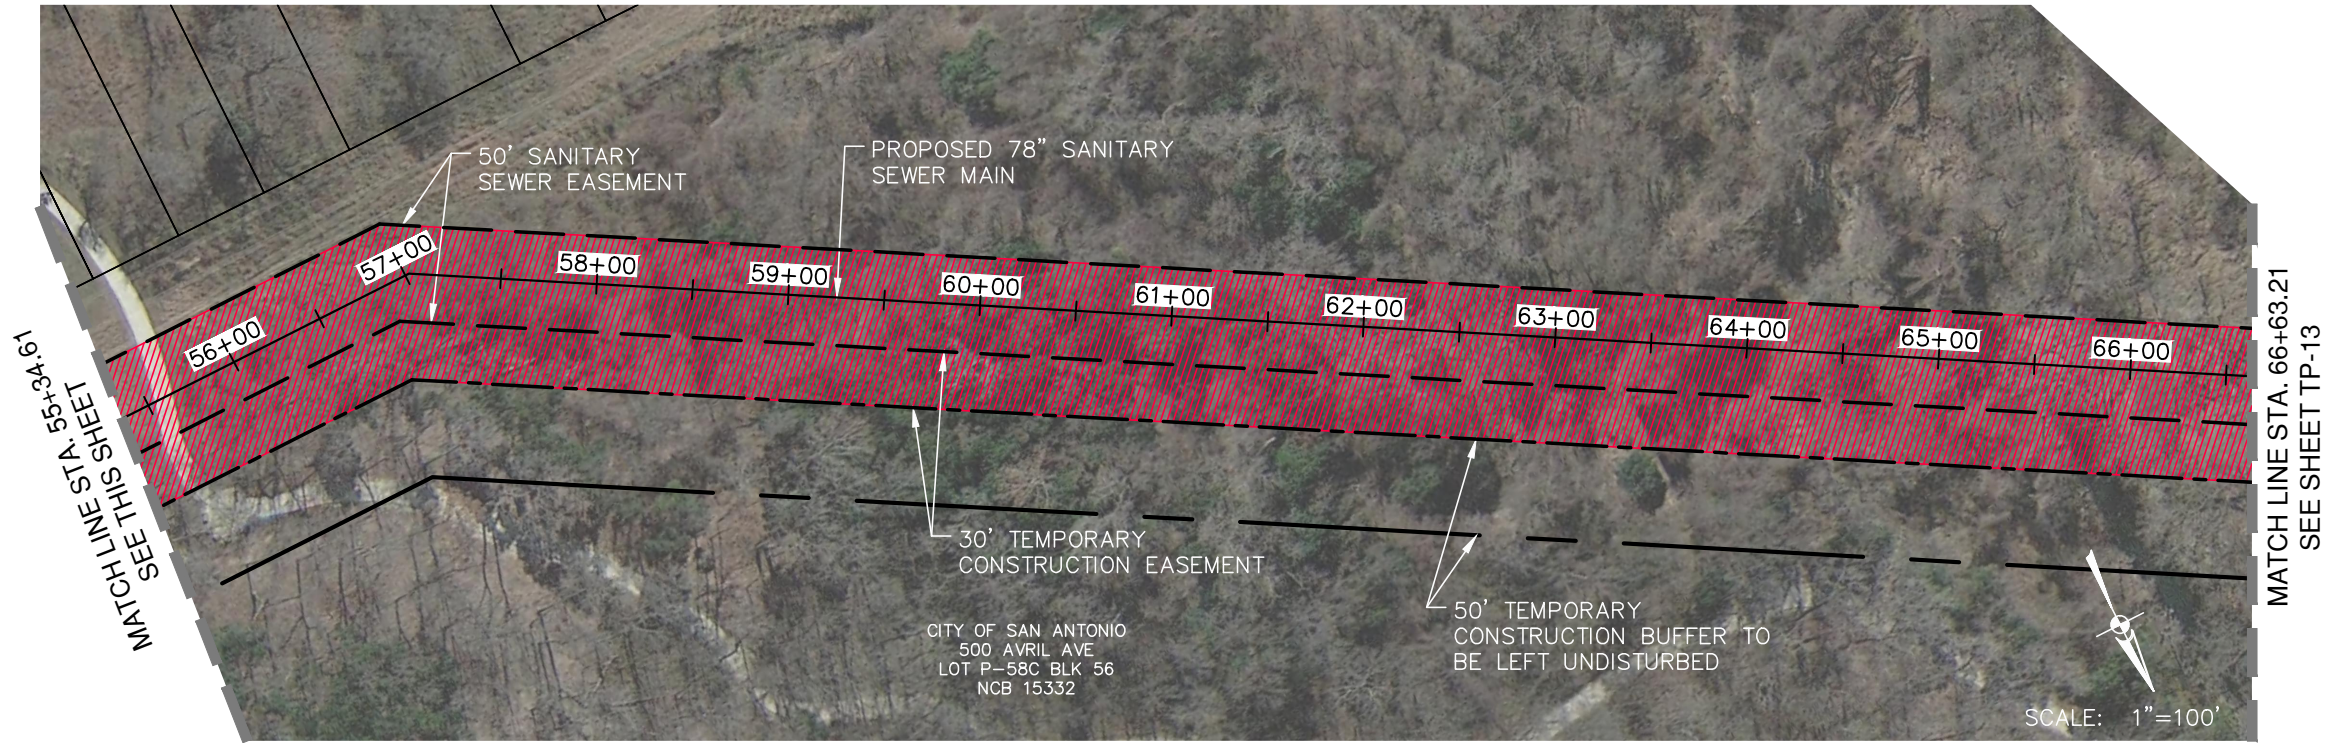 50' SANITARY
SEWER EASEMENT
PROPOSED 78" SANITARY
SEWER MAIN
56+00
57+00
58+00
59+00
60+00
61+00
62+00
63+00
64+00
65+00
66+00
MATCH LINE STA. 55+34.61
SEE THIS SHEET
MATCH LINE STA. 66+63.21
SEE SHEET TP-13
30' TEMPORARY
CONSTRUCTION EASEMENT
50' TEMPORARY
CONSTRUCTION BUFFER TO
BE LEFT UNDISTURBED
CITY OF SAN ANTONIO
500 AVRIL AVE
LOT P-58C BLK 56
NCB 15332
SCALE: 1"=100'